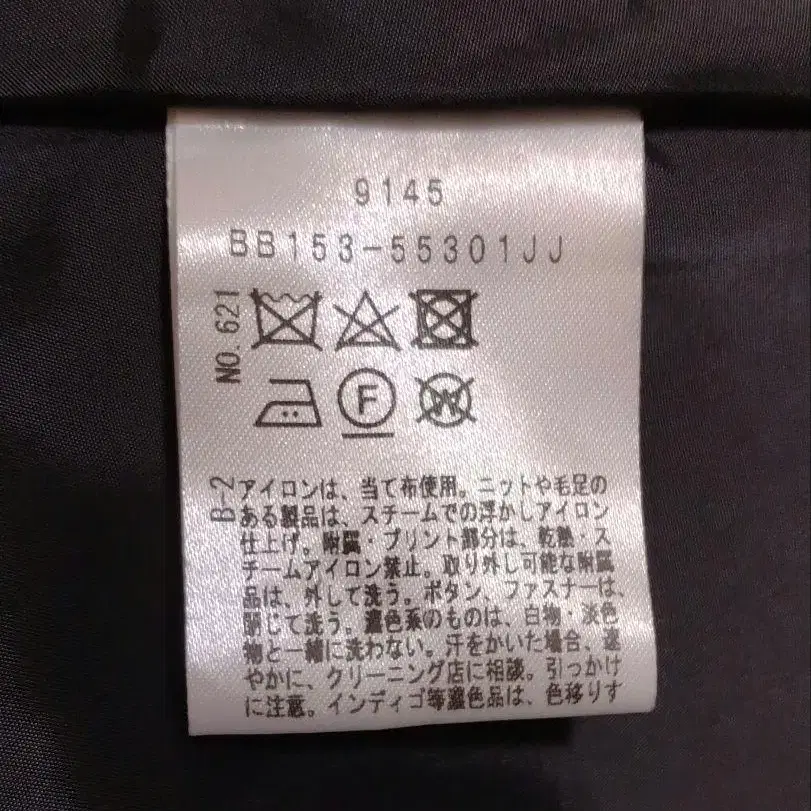 9145
BB153-55301JJ
NO.621
F
W
B-2
アイロンは、当て布使用。ニットや毛足の
ある製品は、スチームでの浮かしアイロン
仕上げ。附属・プリント部分は、乾熱・ス
チームアイロン禁止。取り外し可能な附属
品は、外して洗う。ボタン、ファスナーは、
閉じて洗う。濃色系のものは、白物・淡色
物と一緒に洗わない。汗をかいた場合、速
やかに、クリーニング店に相談。引っかけ
に注意。インディゴ等濃色品は、色移りす